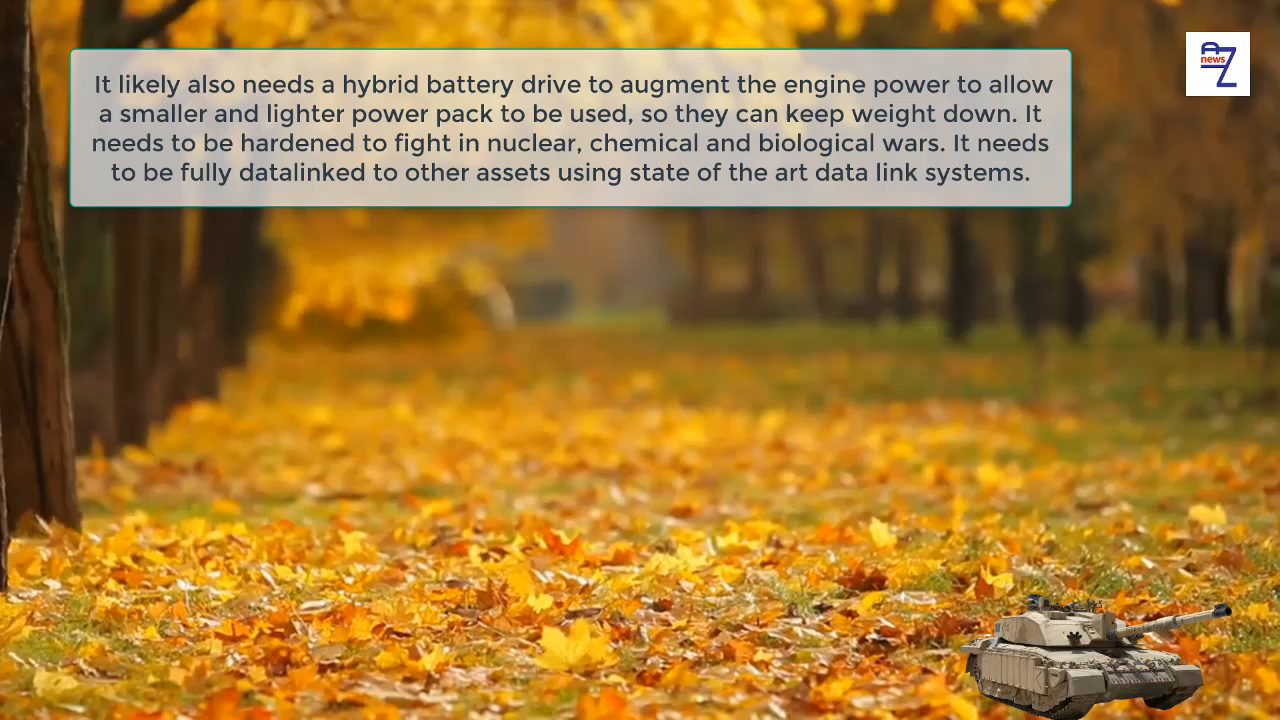 It likely also needs a hybrid battery drive to augment the engine power to allow
a smaller and lighter power pack to be used, so they can keep weight down. It
needs to be hardened to fight in nuclear, chemical and biological wars. It needs
to be fully datalinked to other assets using state of the art data link systems.
A
news
Z